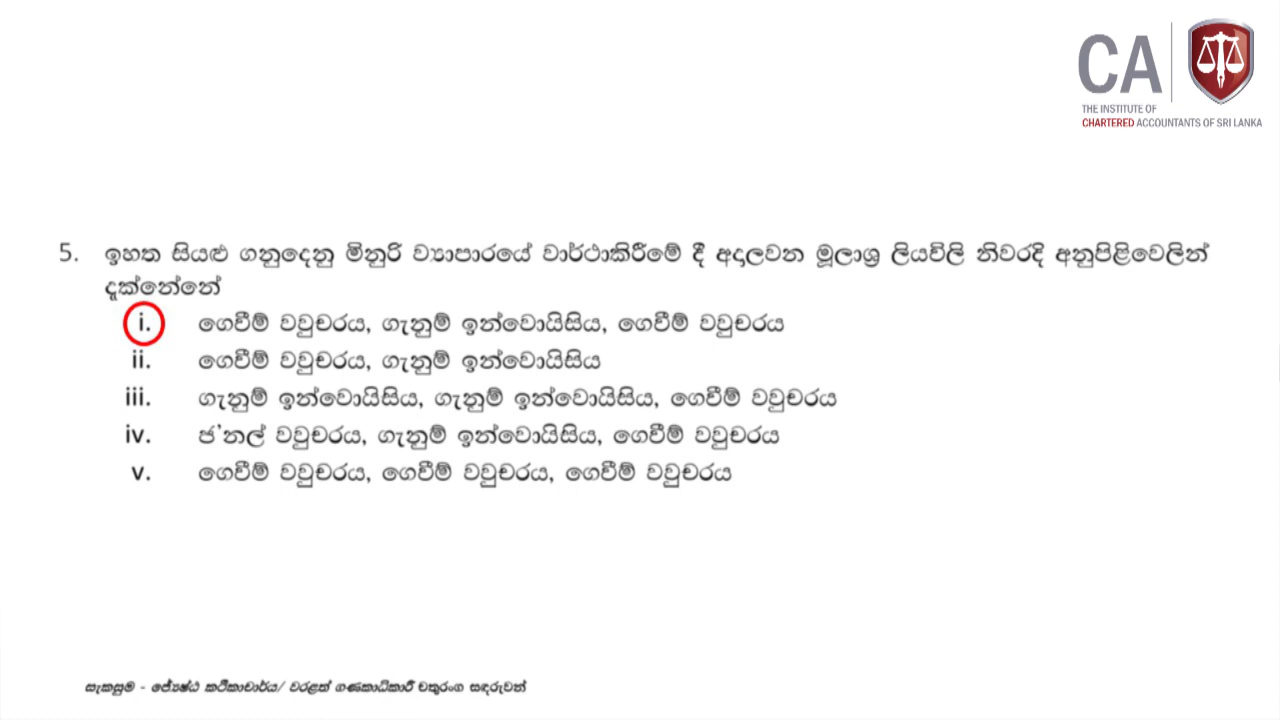 CA
THE INSTITUTE OF
CHARTERED ACCOUNTANTS OF SRI LANKA
5. ඉහත සියළු ගනුදෙනු මිනුරි ව්‍යාපාරයේ වාර්ථාකිරීමේ දී අදාලවන මූලාශ්‍ර ලියවිලි නිවරදි අනුපිළිවෙලින්
දැක්නේනේ
i. ගෙවීම් වවුචරය, ගැනුම් ඉන්වොයිසිය, ගෙවීම් වවුචරය
ii. ගෙවීම් වවුචරය, ගැනුම් ඉන්වොයිසිය
iii. ගැනුම් ඉන්වොයිසිය, ගැනුම් ඉන්වොයිසිය, ගෙවීම් වවුචරය
iv. ජ'නල් වවුචරය, ගැනුම් ඉන්වොයිසිය, ගෙවීම් වවුචරය
v. ගෙවීම් වවුචරය, ගෙවීම් වවුචරය, ගෙවීම් වවුචරය
සැකසුම - ජේ‍යෂ්ඨ කථිකාචාර්ය/ වරළත් ගණකාධිකාරී චතුරංග සඳරුවන්